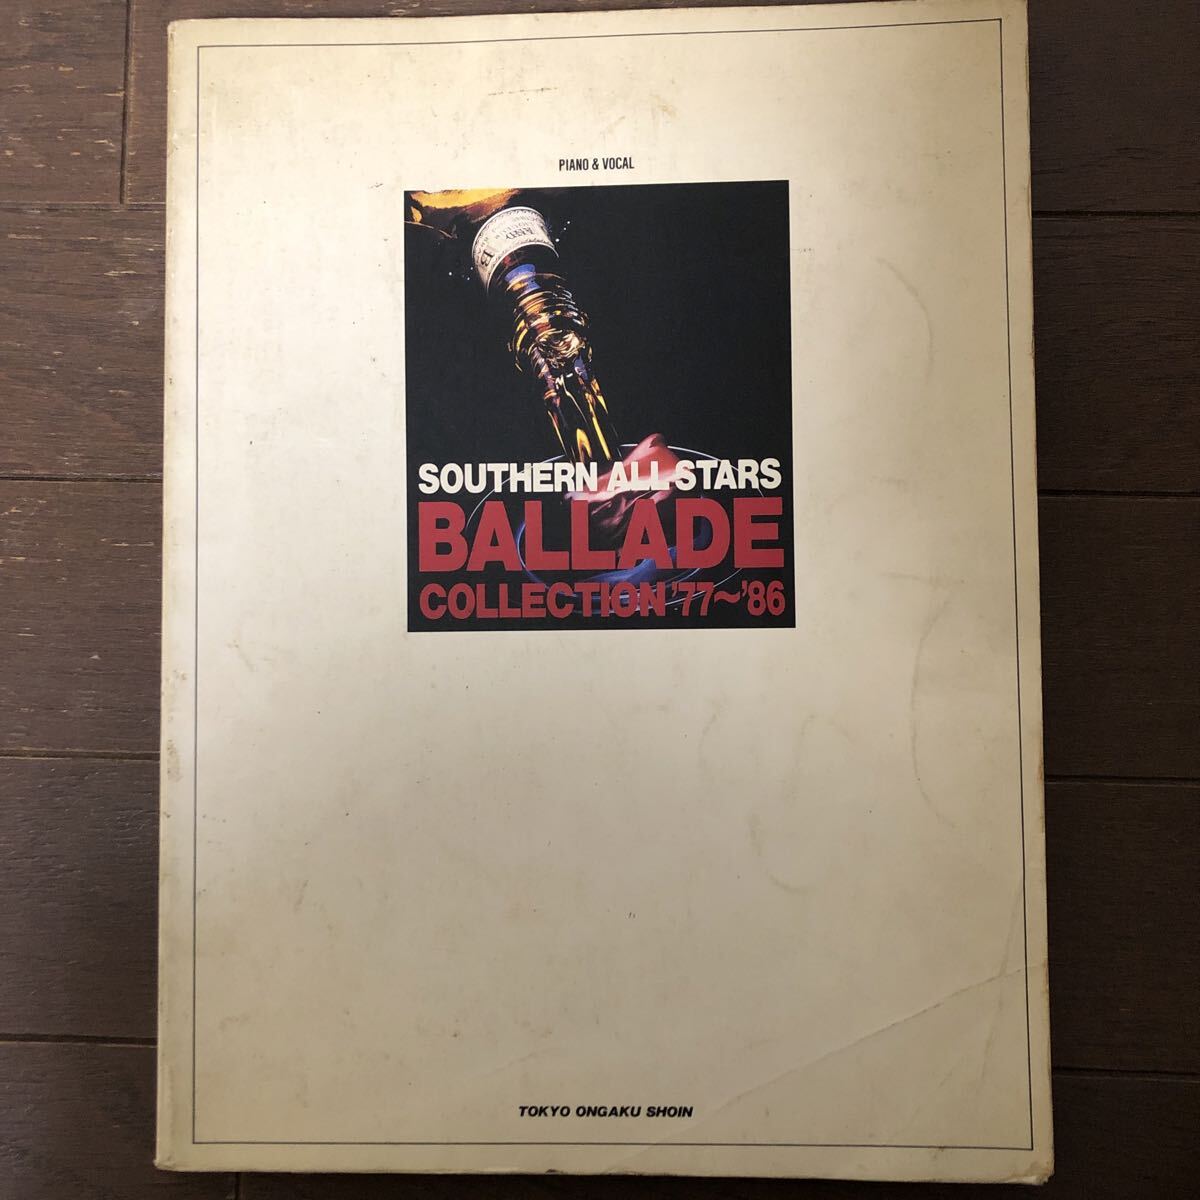 PIANO & VOCAL
SOUTHERN ALL STARS
BALLADE
COLLECTION '77～'86
TOKYO ONGAKU SHOIN